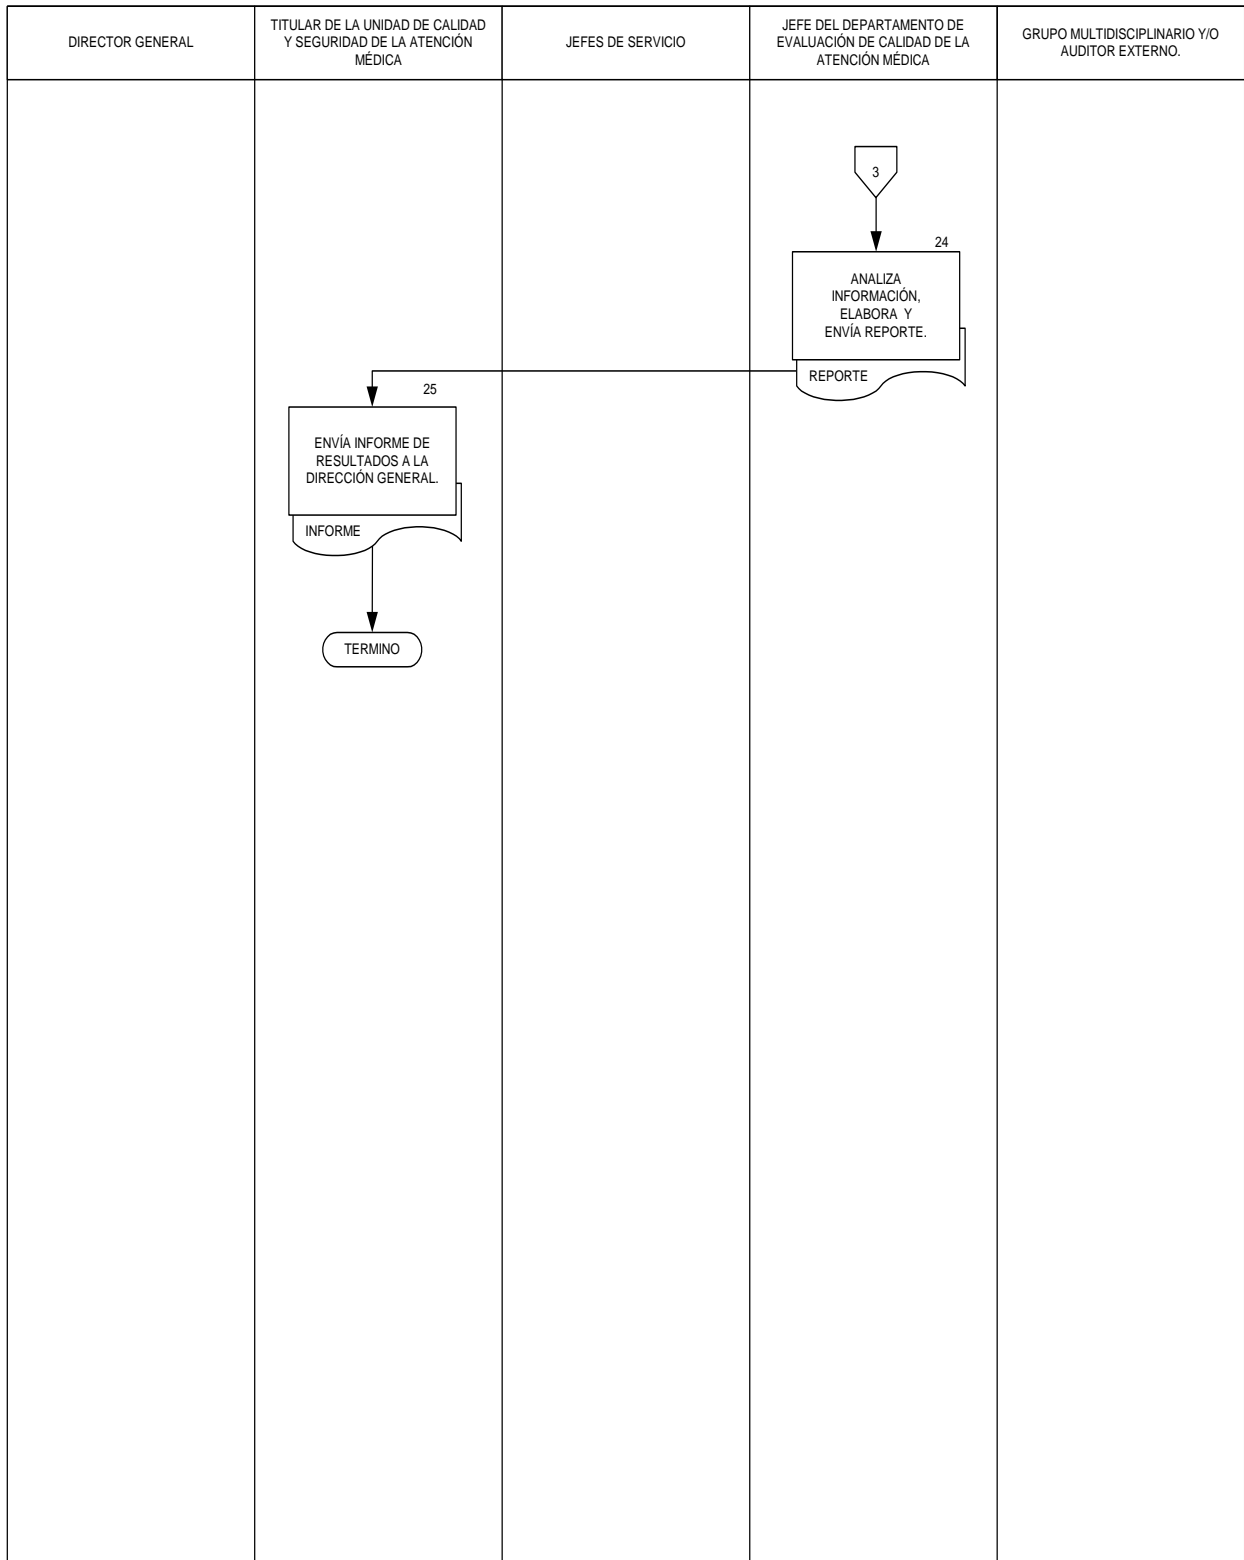 DIRECTOR GENERAL
TITULAR DE LA UNIDAD DE CALIDAD
Y SEGURIDAD DE LA ATENCIÓN
MÉDICA
JEFES DE SERVICIO
JEFE DEL DEPARTAMENTO DE
EVALUACIÓN DE CALIDAD DE LA
ATENCIÓN MÉDICA
GRUPO MULTIDISCIPLINARIO Y/O
AUDITOR EXTERNO.
3
24
ANALIZA
INFORMACIÓN,
ELABORA Y
ENVÍA REPORTE.
REPORTE
25
ENVÍA INFORME DE
RESULTADOS A LA
DIRECCIÓN GENERAL.
INFORME
TERMINO